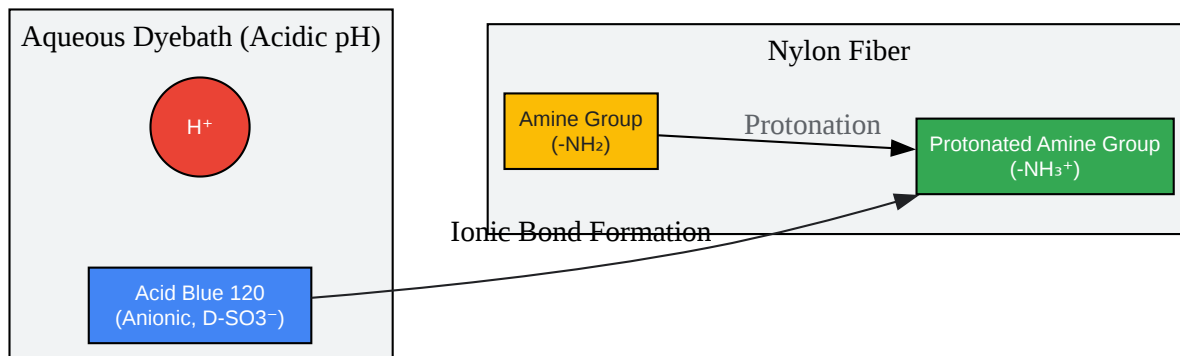 Aqueous Dyebath (Acidic pH)
H⁺
Acid Blue 120
(Anionic, D-SO3⁻)
Ionic Bond Formation
Nylon Fiber
Amine Group
(-NH₂)
Protonation
Protonated Amine Group
(-NH₃⁺)